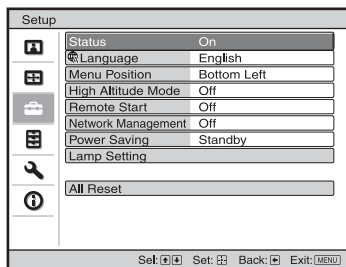 Setup
Status On
Language English
Menu Position Bottom Left
High Altitude Mode Off
Remote Start Off
Network Management Off
Power Saving Standby
Lamp Setting
All Reset
Sel: Set: Back: Exit: MENU